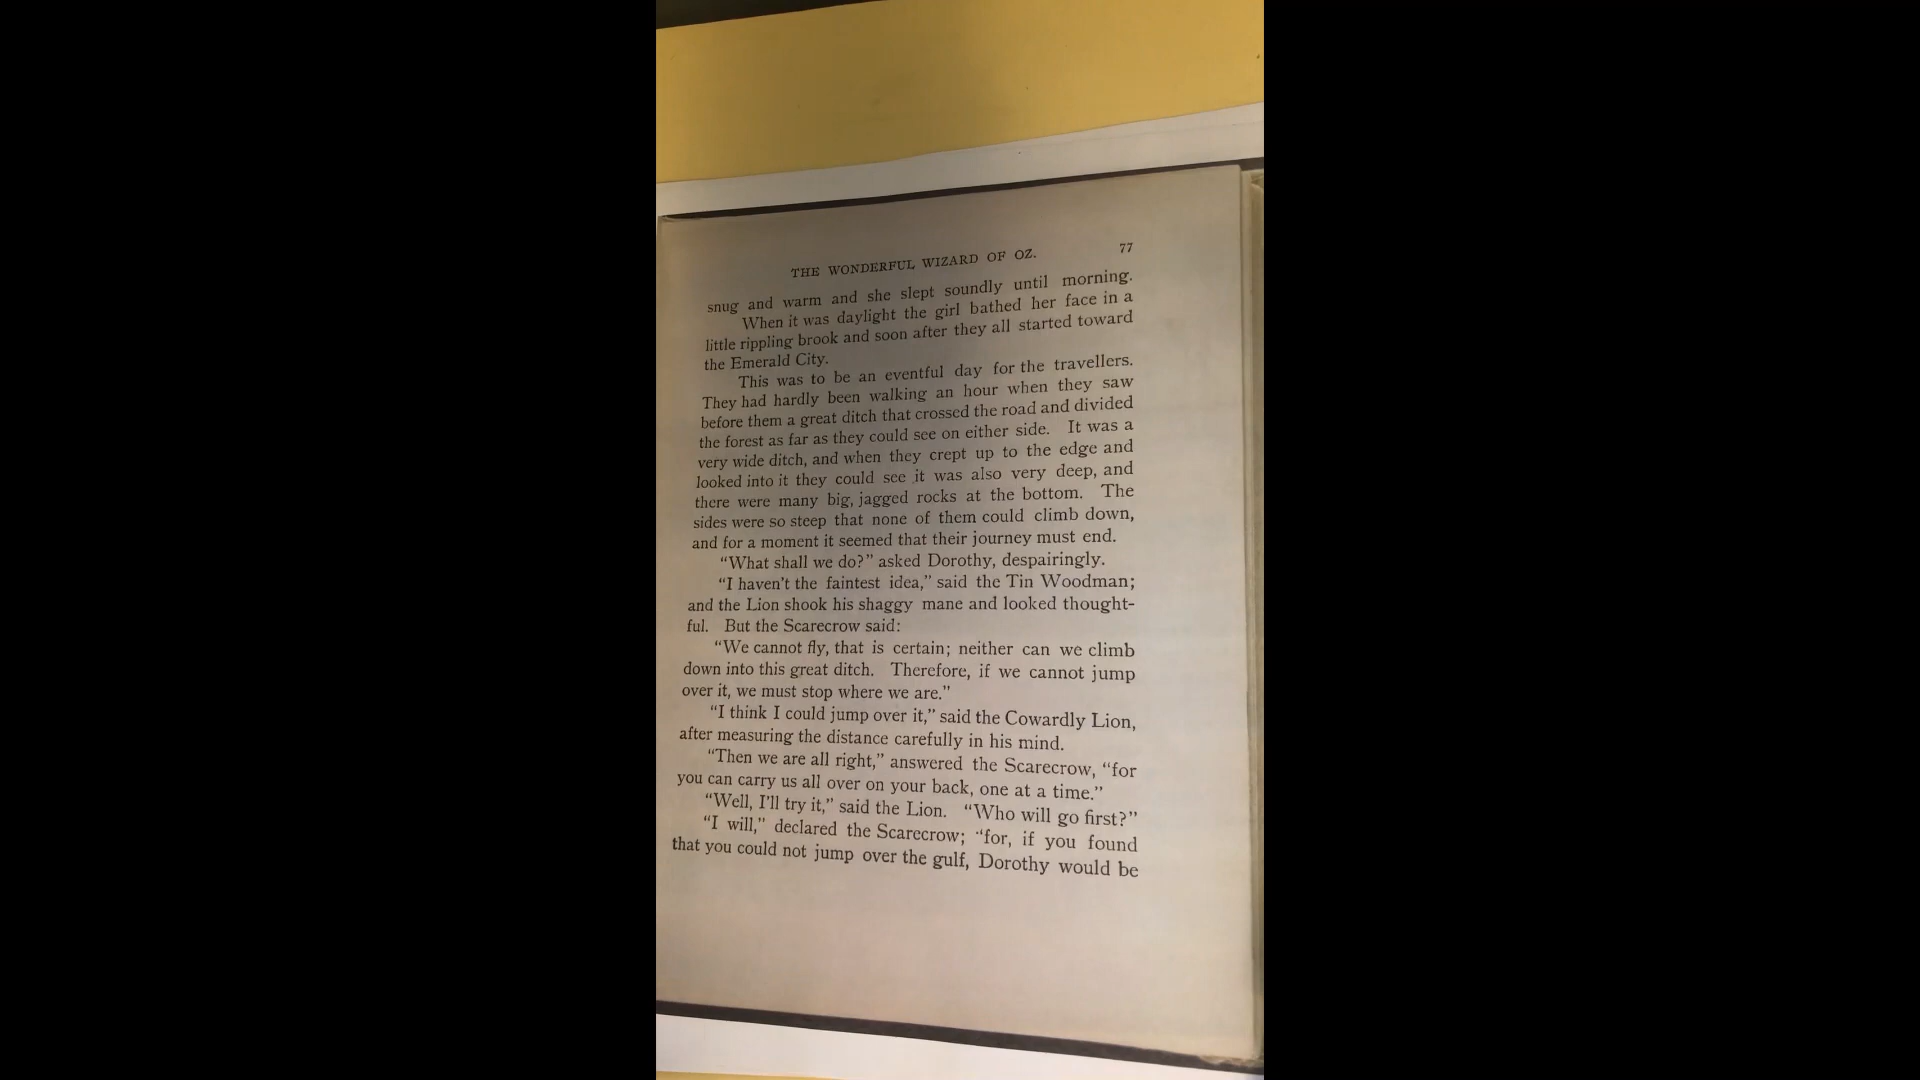 THE WONDERFUL WIZARD OF OZ. 77
snug and warm and she slept soundly until morning.
When it was daylight the girl bathed her face in a
little rippling brook and soon after they all started toward
the Emerald City.
This was to be an eventful day for the travellers.
They had hardly been walking an hour when they saw
before them a great ditch that crossed the road and divided
the forest as far as they could see on either side. It was a
very wide ditch, and when they crept up to the edge and
looked into it they could see it was also very deep, and
there were many big, jagged rocks at the bottom. The
sides were so steep that none of them could climb down,
and for a moment it seemed that their journey must end.
“What shall we do?” asked Dorothy, despairingly.
“I haven’t the faintest idea,” said the Tin Woodman;
and the Lion shook his shaggy mane and looked thought-
ful. But the Scarecrow said:
“We cannot fly, that is certain; neither can we climb
down into this great ditch. Therefore, if we cannot jump
over it, we must stop where we are.”
“I think I could jump over it,” said the Cowardly Lion,
after measuring the distance carefully in his mind.
“Then we are all right,” answered the Scarecrow, “for
you can carry us all over on your back, one at a time.”
“Well, I’ll try it,” said the Lion. “Who will go first?”
“I will,” declared the Scarecrow; “for, if you found
that you could not jump over the gulf, Dorothy would be